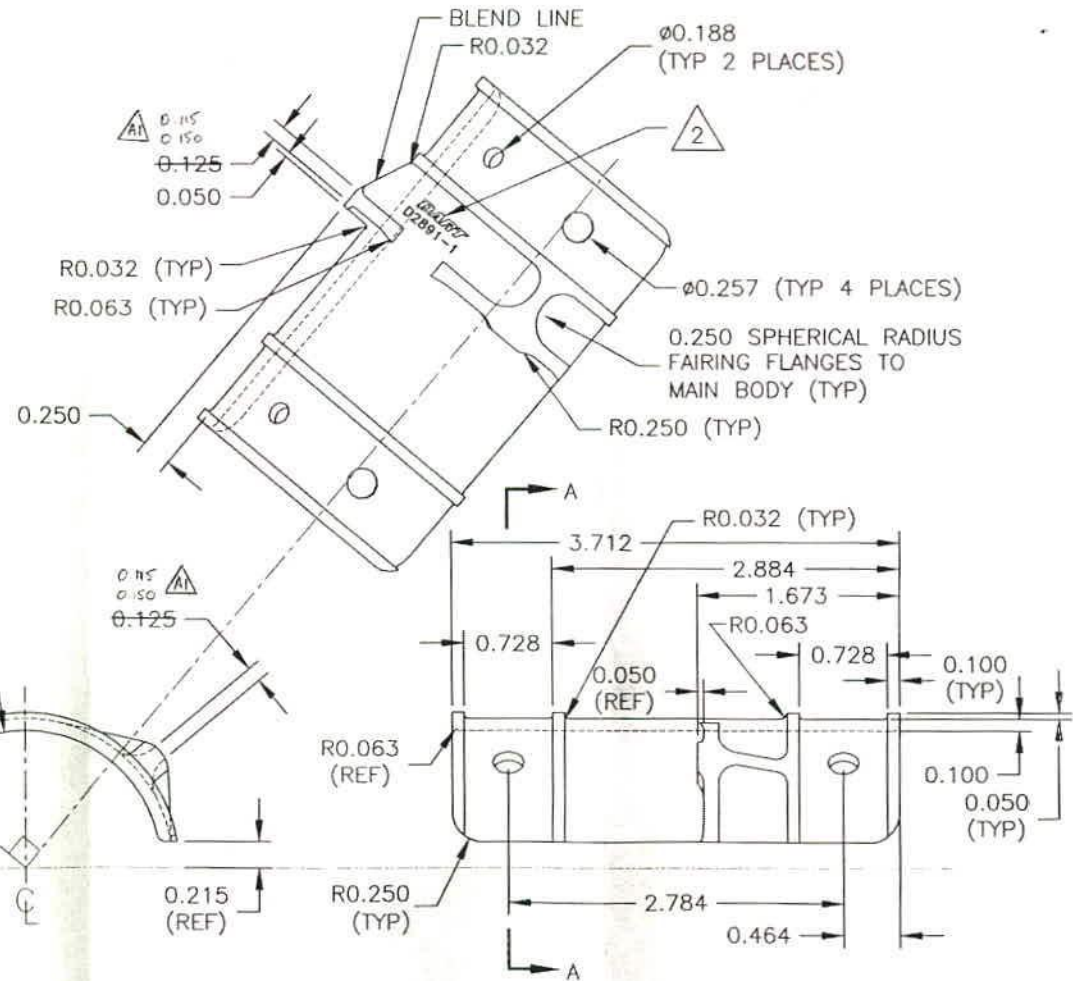 BLEND LINE
R0.032
ø0.188
(TYP 2 PLACES)
A1
0.115
0.150
0.125
0.050
2
DART
D2891-1
R0.032 (TYP)
R0.063 (TYP)
ø0.257 (TYP 4 PLACES)
0.250 SPHERICAL RADIUS
FAIRING FLANGES TO
MAIN BODY (TYP)
R0.250 (TYP)
0.250
A
R0.032 (TYP)
3.712
2.884
1.673
0.115
0.150
A1
0.125
R0.063
0.728
0.728
0.100
(TYP)
0.050
(REF)
R0.063
(REF)
0.100
0.050
(TYP)
0.215
(REF)
R0.250
(TYP)
2.784
0.464
CL
A